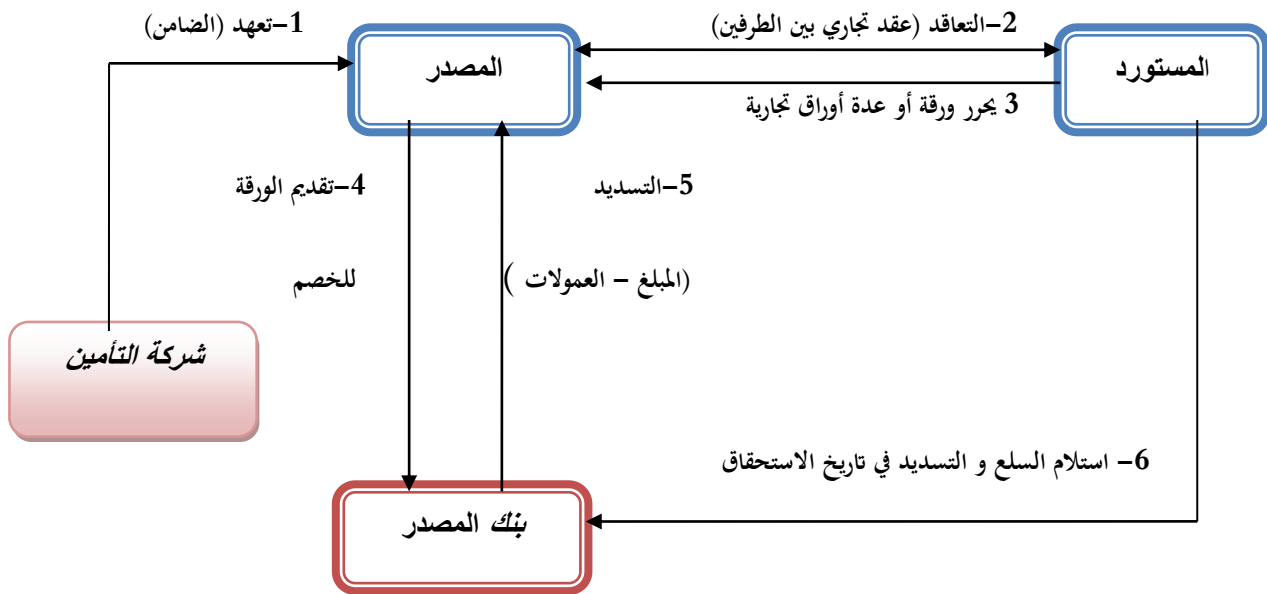 1-تعهد (الضامن)
2-التعاقد (عقد تجاري بين الطرفين)
المصدر
المستورد
3 يحرر ورقة أو عدة أوراق تجارية
4-تقديم الورقة
للخصم
5-التسديد
(المبلغ – العمولات )
شركة التأمين
6- استلام السلع و التسديد في تاريخ الاستحقاق
بنك المصدر